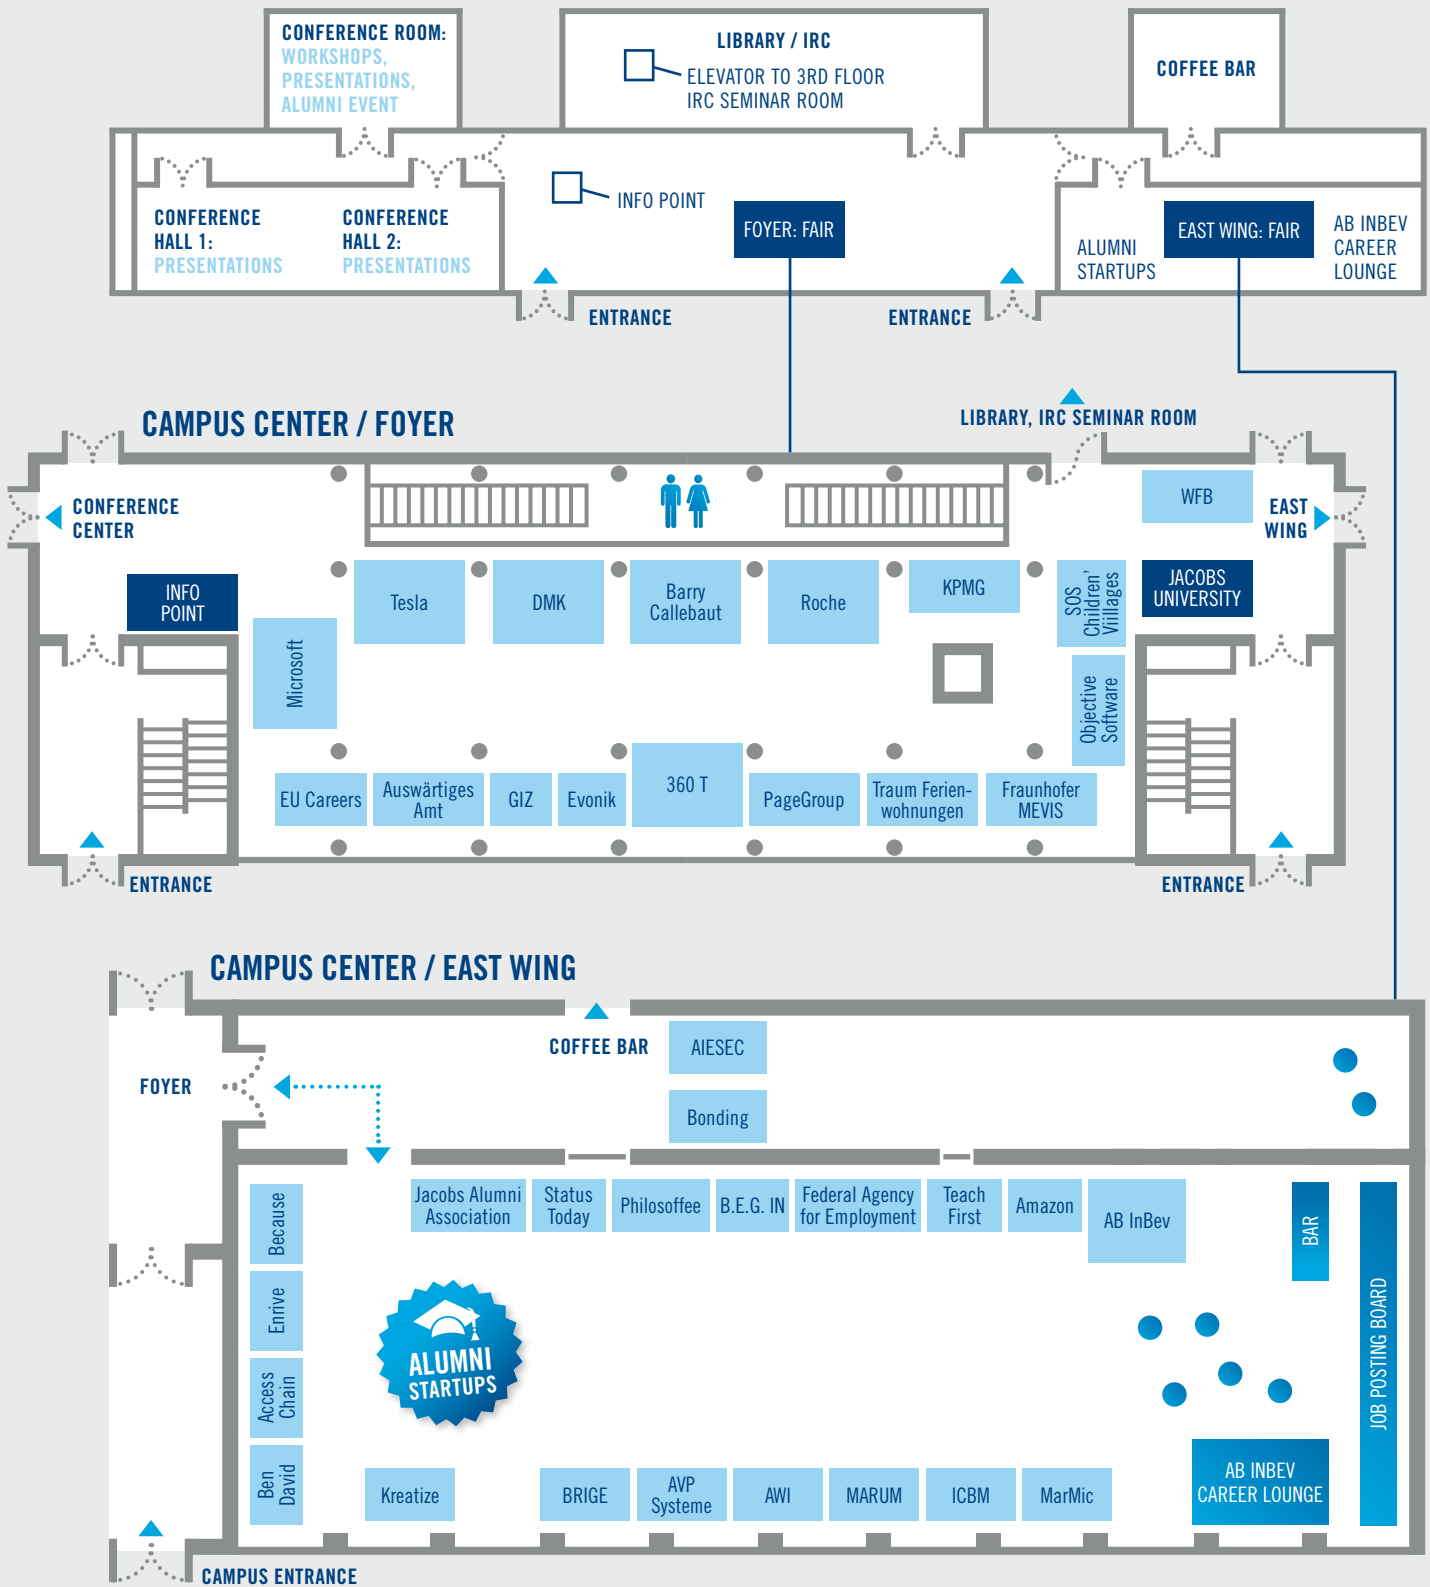 CONFERENCE ROOM:
WORKSHOPS,
PRESENTATIONS,
ALUMNI EVENT
LIBRARY / IRC
ELEVATOR TO 3RD FLOOR
IRC SEMINAR ROOM
COFFEE BAR
CONFERENCE
HALL 1:
PRESENTATIONS
CONFERENCE
HALL 2:
PRESENTATIONS
INFO POINT
FOYER: FAIR
ALUMNI
STARTUPS
EAST WING: FAIR
AB INBEV
CAREER
LOUNGE
ENTRANCE
ENTRANCE
CAMPUS CENTER / FOYER
LIBRARY, IRC SEMINAR ROOM
CONFERENCE
CENTER
WFB
EAST
WING
INFO
POINT
Tesla
DMK
Barry
Callebaut
Roche
KPMG
SOS
Children'
Viillages
JACOBS
UNIVERSITY
Microsoft
Objective
Software
EU Careers
Auswärtiges
Amt
GIZ
Evonik
360 T
PageGroup
Traum Ferien-
wohnungen
Fraunhofer
MEVIS
ENTRANCE
ENTRANCE
CAMPUS CENTER / EAST WING
COFFEE BAR
AIESEC
FOYER
Bonding
Because
Jacobs Alumni
Association
Status
Today
Philosoffee
B.E.G. IN
Federal Agency
for Employment
Teach
First
Amazon
AB InBev
BAR
JOB POSTING BOARD
Enrive
ALUMNI
STARTUPS
Access
Chain
Ben
David
Kreatize
BRIGE
AVP
Systeme
AWI
MARUM
ICBM
MarMic
AB INBEV
CAREER LOUNGE
CAMPUS ENTRANCE